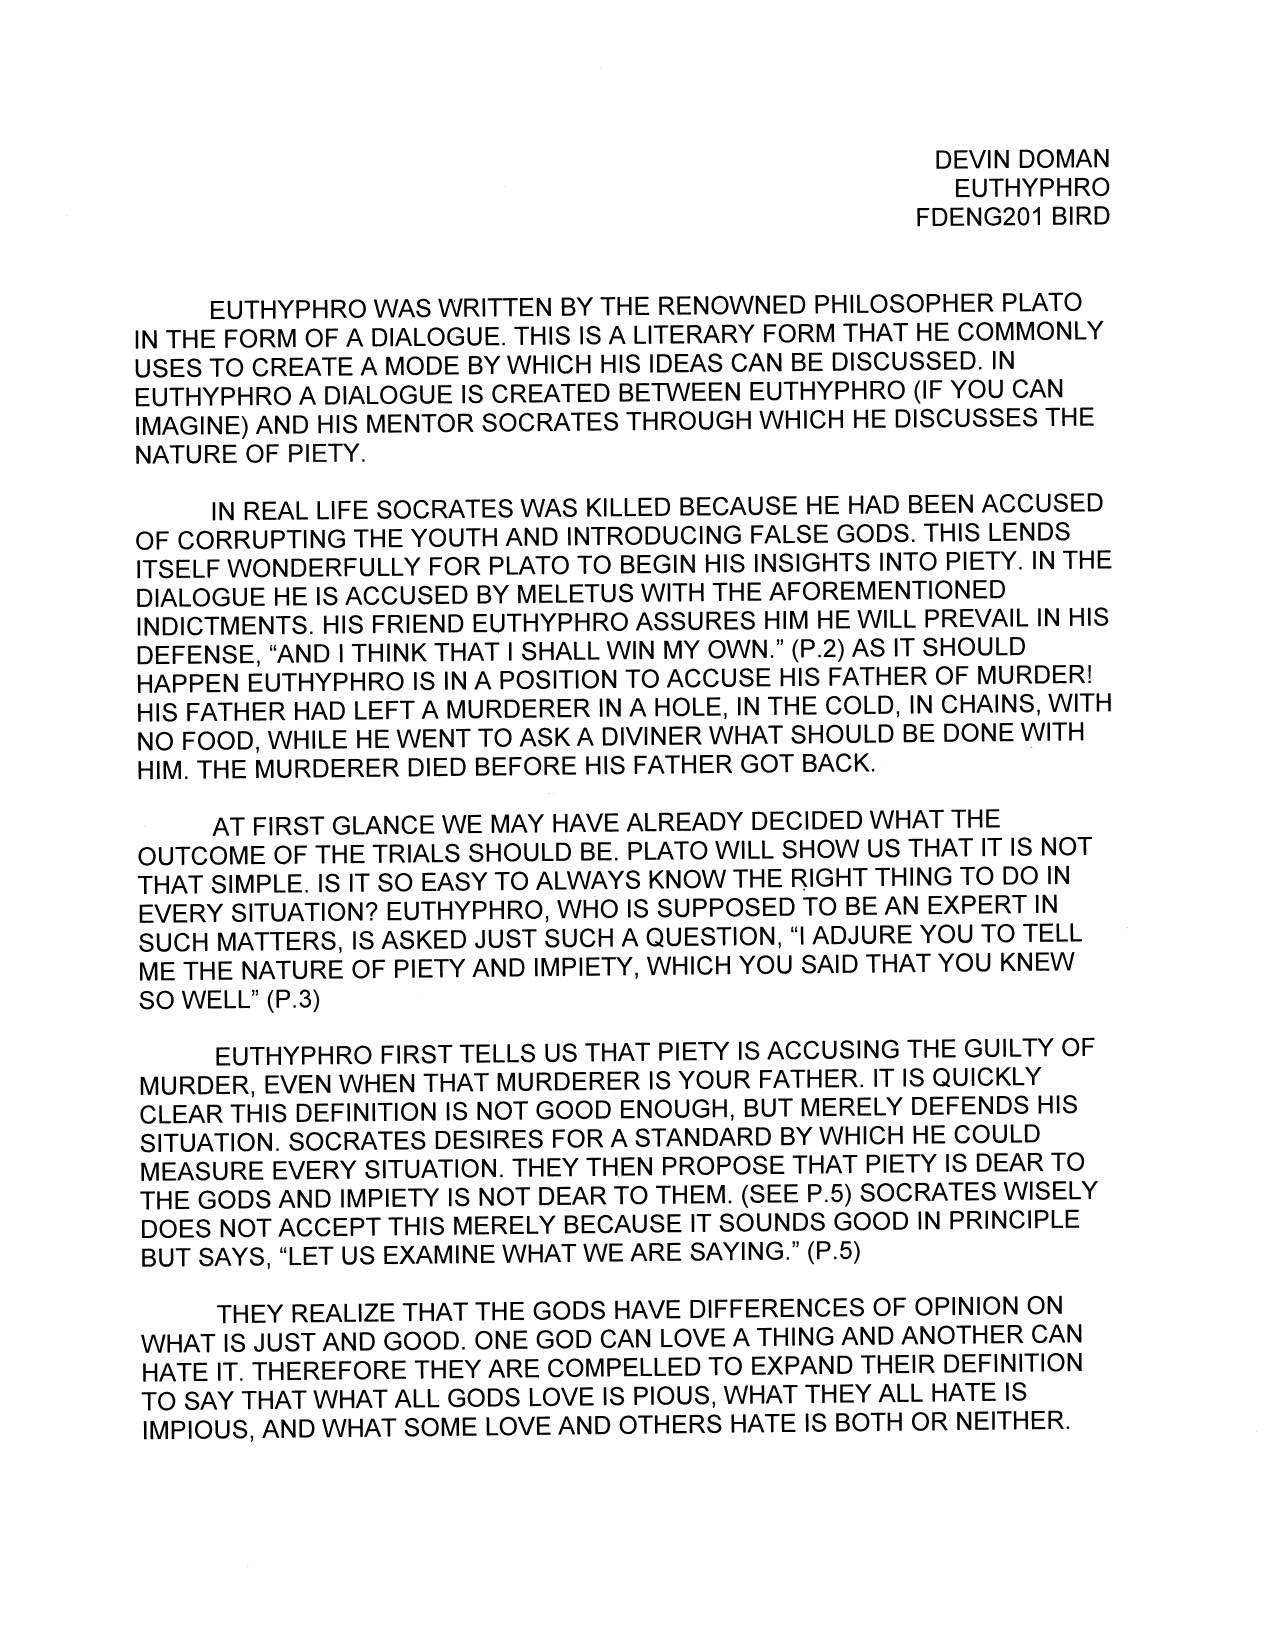 DEVIN DOMAN
EUTHYPHRO
FDENG201 BIRD
EUTHYPHRO WAS WRITTEN BY THE RENOWNED PHILOSOPHER PLATO
IN THE FORM OF A DIALOGUE. THIS IS A LITERARY FORM THAT HE COMMONLY
USES TO CREATE A MODE BY WHICH HIS IDEAS CAN BE DISCUSSED. IN
EUTHYPHRO A DIALOGUE IS CREATED BETWEEN EUTHYPHRO (IF YOU CAN
IMAGINE) AND HIS MENTOR SOCRATES THROUGH WHICH HE DISCUSSES THE
NATURE OF PIETY.
IN REAL LIFE SOCRATES WAS KILLED BECAUSE HE HAD BEEN ACCUSED
OF CORRUPTING THE YOUTH AND INTRODUCING FALSE GODS. THIS LENDS
ITSELF WONDERFULLY FOR PLATO TO BEGIN HIS INSIGHTS INTO PIETY. IN THE
DIALOGUE HE IS ACCUSED BY MELETUS WITH THE AFOREMENTIONED
INDICTMENTS. HIS FRIEND EUTHYPHRO ASSURES HIM HE WILL PREVAIL IN HIS
DEFENSE, “AND I THINK THAT I SHALL WIN MY OWN.” (P.2) AS IT SHOULD
HAPPEN EUTHYPHRO IS IN A POSITION TO ACCUSE HIS FATHER OF MURDER!
HIS FATHER HAD LEFT A MURDERER IN A HOLE, IN THE COLD, IN CHAINS, WITH
NO FOOD, WHILE HE WENT TO ASK A DIVINER WHAT SHOULD BE DONE WITH
HIM. THE MURDERER DIED BEFORE HIS FATHER GOT BACK.
AT FIRST GLANCE WE MAY HAVE ALREADY DECIDED WHAT THE
OUTCOME OF THE TRIALS SHOULD BE. PLATO WILL SHOW US THAT IT IS NOT
THAT SIMPLE. IS IT SO EASY TO ALWAYS KNOW THE RIGHT THING TO DO IN
EVERY SITUATION? EUTHYPHRO, WHO IS SUPPOSED TO BE AN EXPERT IN
SUCH MATTERS, IS ASKED JUST SUCH A QUESTION, “I ADJURE YOU TO TELL
ME THE NATURE OF PIETY AND IMPIETY, WHICH YOU SAID THAT YOU KNEW
SO WELL” (P.3)
EUTHYPHRO FIRST TELLS US THAT PIETY IS ACCUSING THE GUILTY OF
MURDER, EVEN WHEN THAT MURDERER IS YOUR FATHER. IT IS QUICKLY
CLEAR THIS DEFINITION IS NOT GOOD ENOUGH, BUT MERELY DEFENDS HIS
SITUATION. SOCRATES DESIRES FOR A STANDARD BY WHICH HE COULD
MEASURE EVERY SITUATION. THEY THEN PROPOSE THAT PIETY IS DEAR TO
THE GODS AND IMPIETY IS NOT DEAR TO THEM. (SEE P.5) SOCRATES WISELY
DOES NOT ACCEPT THIS MERELY BECAUSE IT SOUNDS GOOD IN PRINCIPLE
BUT SAYS, “LET US EXAMINE WHAT WE ARE SAYING.” (P.5)
THEY REALIZE THAT THE GODS HAVE DIFFERENCES OF OPINION ON
WHAT IS JUST AND GOOD. ONE GOD CAN LOVE A THING AND ANOTHER CAN
HATE IT. THEREFORE THEY ARE COMPELLED TO EXPAND THEIR DEFINITION
TO SAY THAT WHAT ALL GODS LOVE IS PIOUS, WHAT THEY ALL HATE IS
IMPIOUS, AND WHAT SOME LOVE AND OTHERS HATE IS BOTH OR NEITHER.